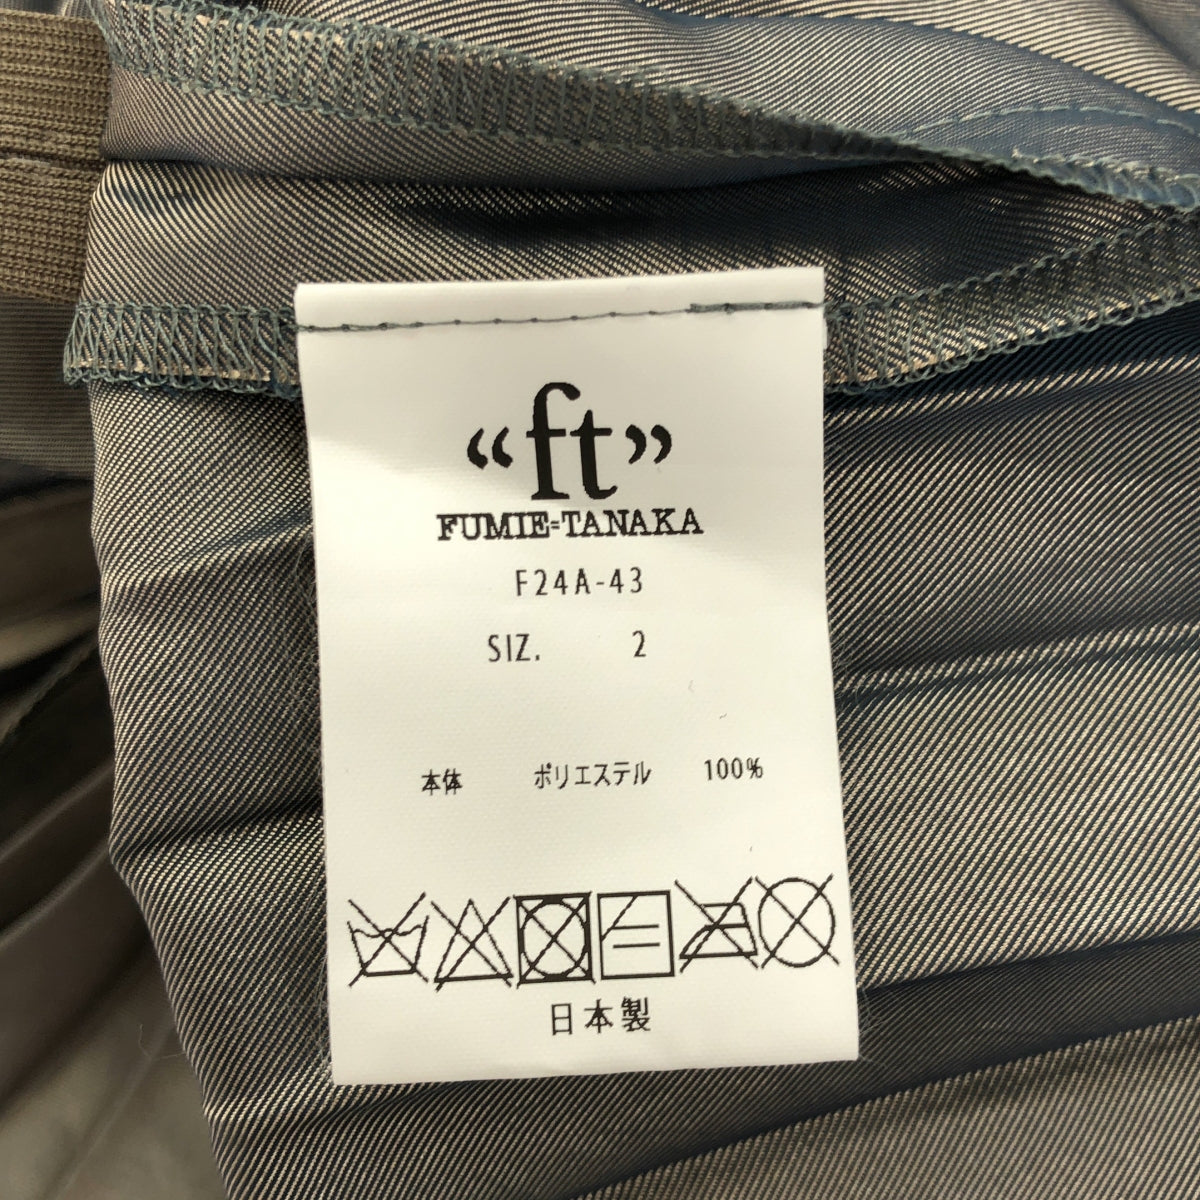 “ft”
FUMIE=TANAKA
F24A-43
SIZ. 2
本体 ポリエステル 100%
日本製